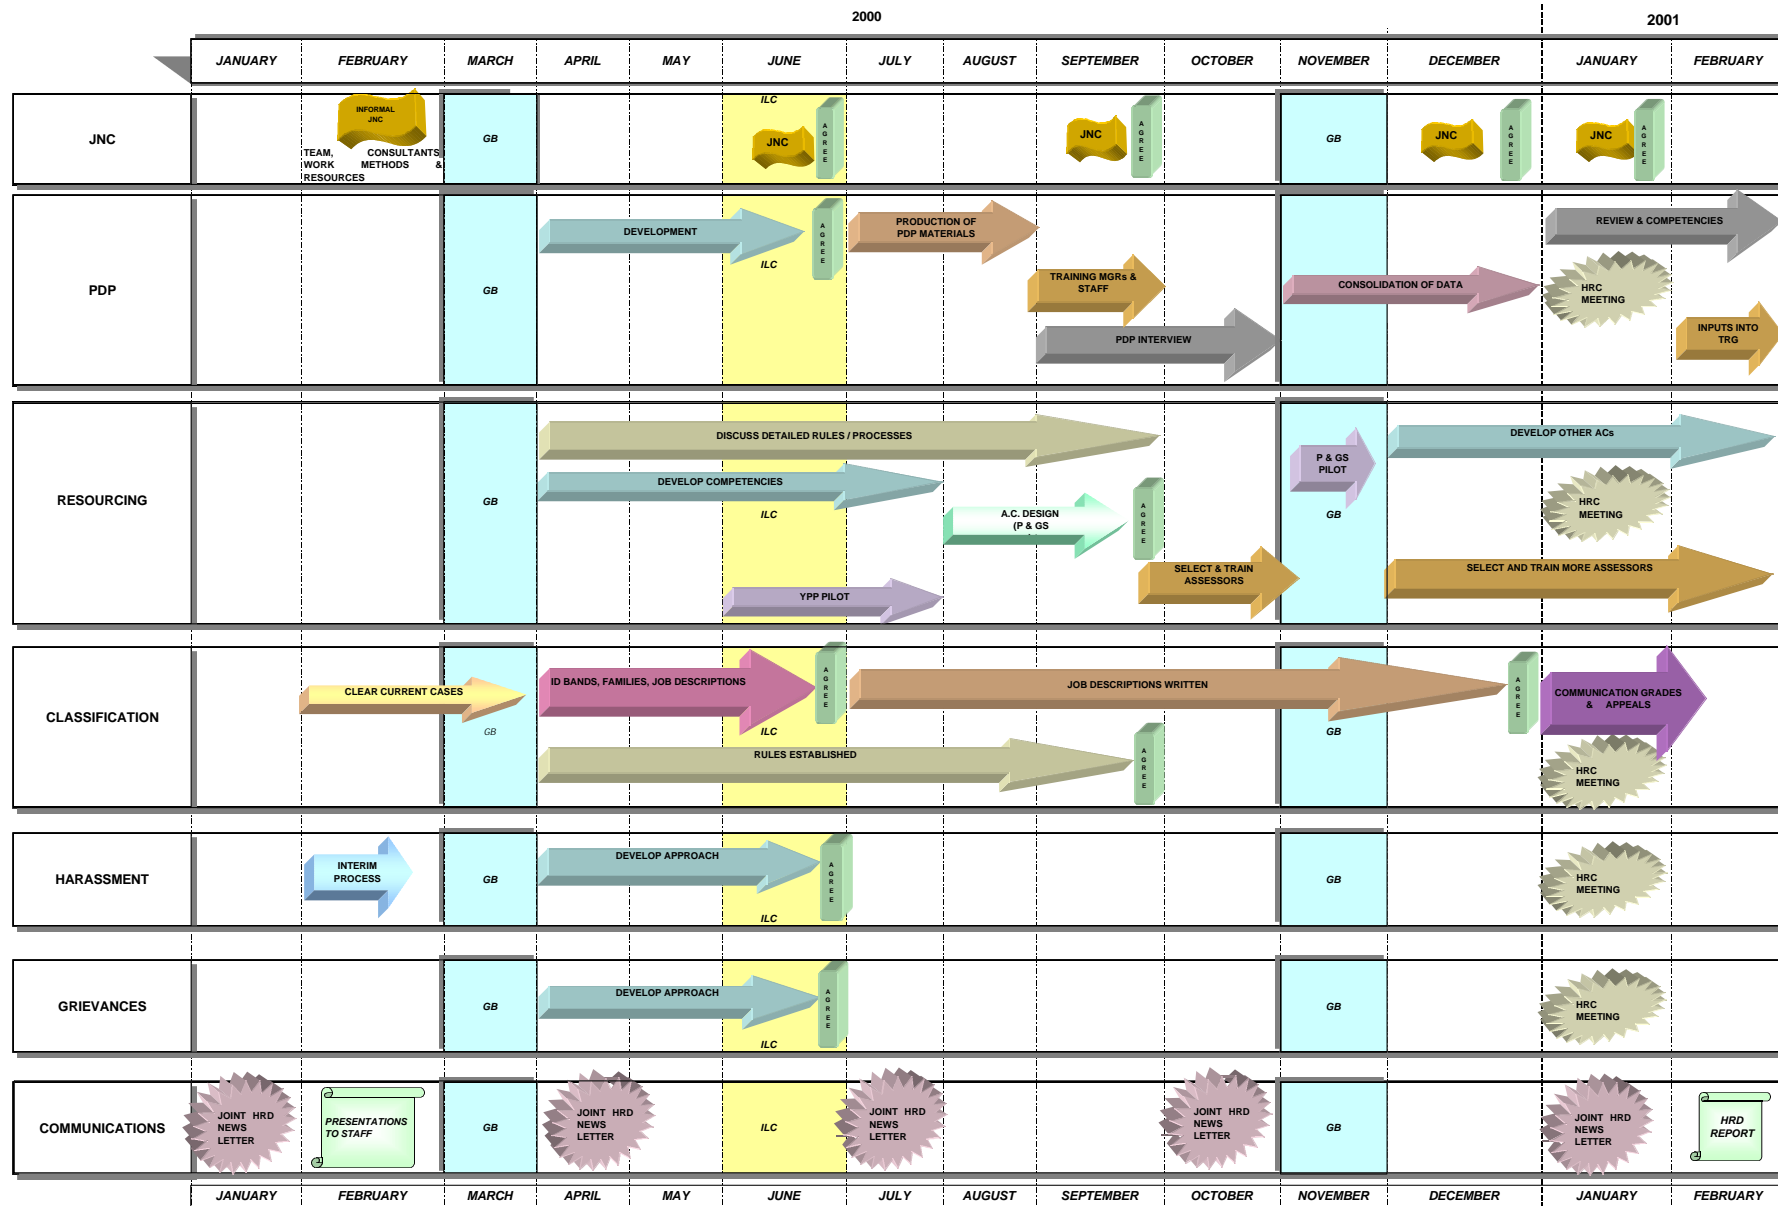 2000
2001
JANUARY FEBRUARY MARCH APRIL MAY JUNE JULY AUGUST SEPTEMBER OCTOBER NOVEMBER DECEMBER JANUARY FEBRUARY
JNC
INFORMAL
JNC
TEAM, CONSULTANTS
WORK METHODS &
RESOURCES
GB
ILC
JNC
AGREE
JNC
AGREE
GB
JNC
AGREE
JNC
AGREE
PDP
GB
DEVELOPMENT
AGREE
ILC
PRODUCTION OF
PDP MATERIALS
TRAINING MGRs &
STAFF
PDP INTERVIEW
CONSOLIDATION OF DATA
REVIEW & COMPETENCIES
HRC
MEETING
INPUTS INTO
TRG
RESOURCING
GB
DISCUSS DETAILED RULES / PROCESSES
DEVELOP COMPETENCIES
ILC
A.C. DESIGN
(P & GS
AGREE
SELECT & TRAIN
ASSESSORS
YPP PILOT
P & GS
PILOT
GB
DEVELOP OTHER ACs
HRC
MEETING
SELECT AND TRAIN MORE ASSESSORS
CLASSIFICATION
CLEAR CURRENT CASES
GB
ID BANDS, FAMILIES, JOB DESCRIPTIONS
AGREE
ILC
RULES ESTABLISHED
AGREE
JOB DESCRIPTIONS WRITTEN
GB
AGREE
COMMUNICATION GRADES
& APPEALS
HRC
MEETING
HARASSMENT
INTERIM
PROCESS
GB
DEVELOP APPROACH
AGREE
ILC
GB
HRC
MEETING
GRIEVANCES
GB
DEVELOP APPROACH
AGREE
ILC
GB
HRC
MEETING
COMMUNICATIONS
JOINT HRD
NEWS
LETTER
PRESENTATIONS
TO STAFF
GB
JOINT HRD
NEWS
LETTER
ILC
JOINT HRD
NEWS
LETTER
JOINT HRD
NEWS
LETTER
GB
JOINT HRD
NEWS
LETTER
HRD
REPORT
JANUARY FEBRUARY MARCH APRIL MAY JUNE JULY AUGUST SEPTEMBER OCTOBER NOVEMBER DECEMBER JANUARY FEBRUARY